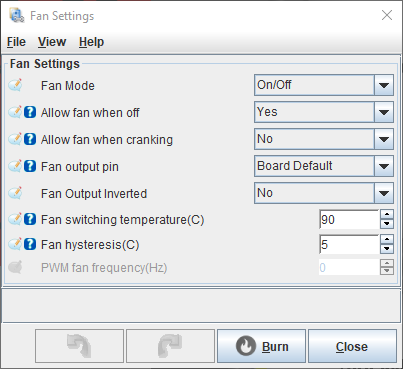 Fan Settings
File View Help
Fan Settings
Fan Mode On/Off
Allow fan when off Yes
Allow fan when cranking No
Fan output pin Board Default
Fan Output Inverted No
Fan switching temperature(C) 90
Fan hysteresis(C) 5
PWM fan frequency(Hz) 0
Burn Close